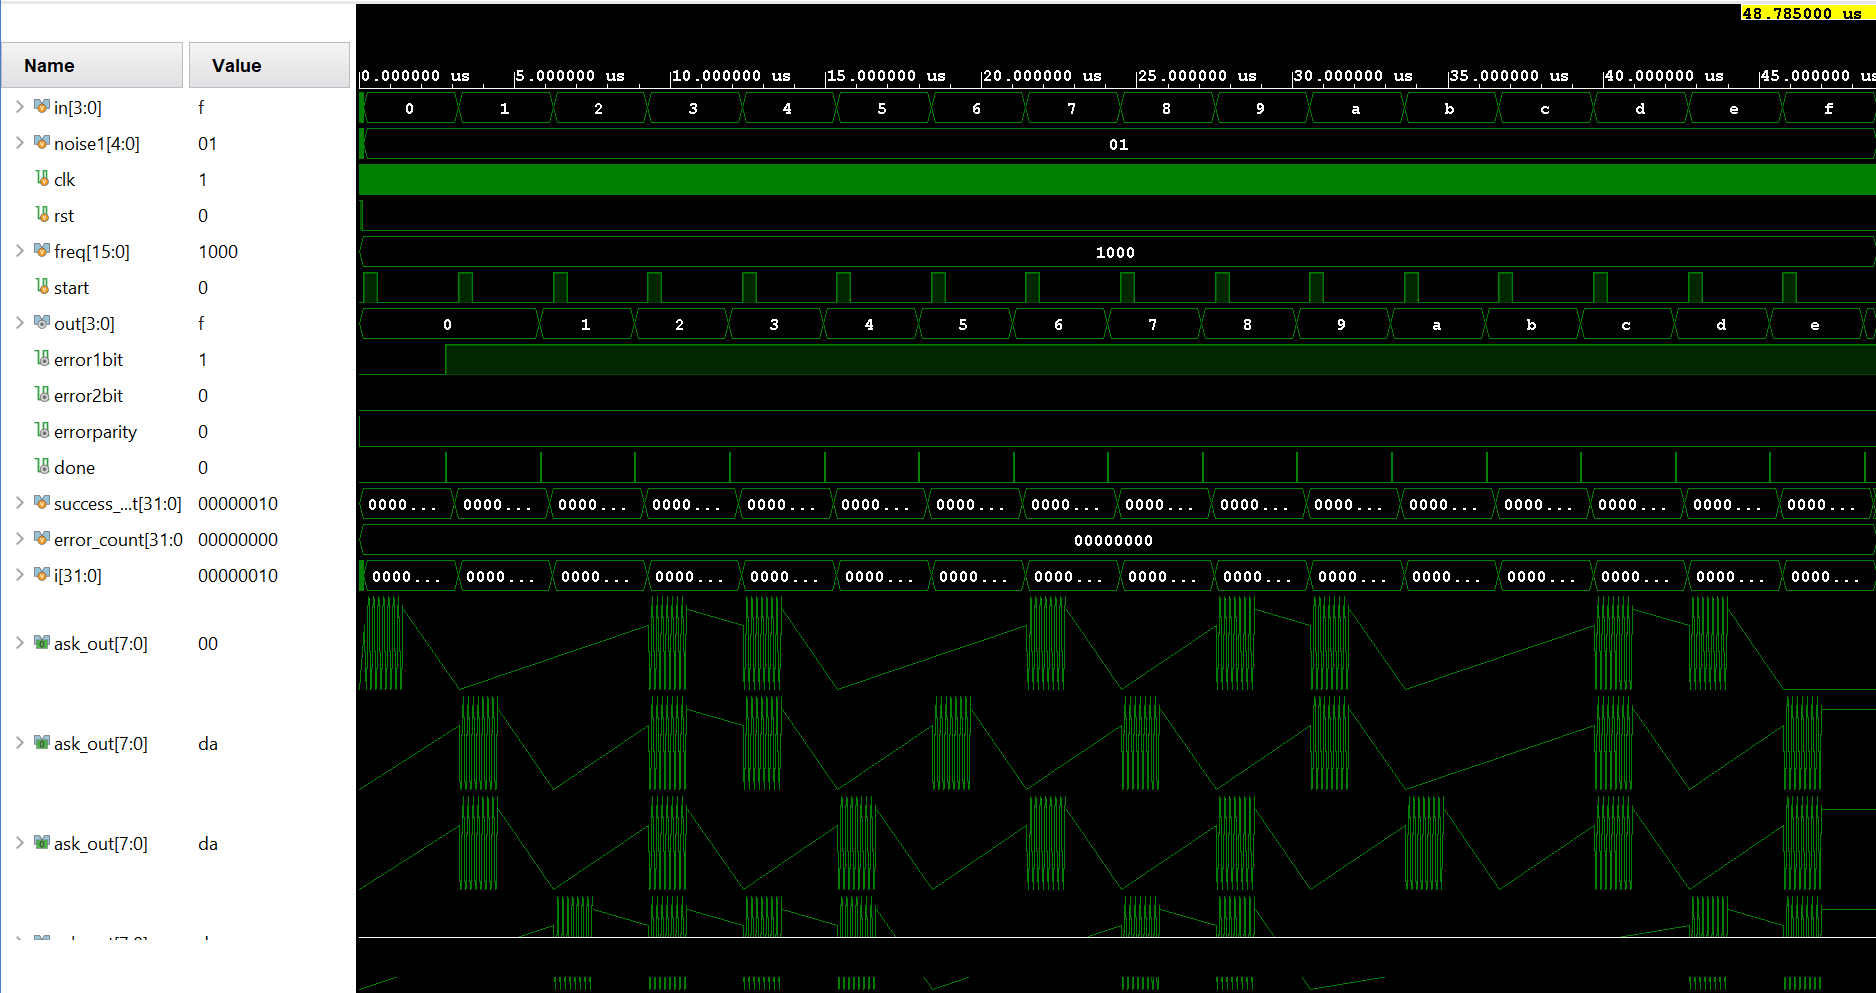 48.785000 us
Name Value
0.000000 us 5.000000 us 10.000000 us 15.000000 us 20.000000 us 25.000000 us 30.000000 us 35.000000 us 40.000000 us 45.000000 us
in[3:0] f 0 1 2 3 4 5 6 7 8 9 a b c d e f
noise1[4:0] 01 01
clk 1
rst 0
freq[15:0] 1000 1000
start 0
out[3:0] f 0 1 2 3 4 5 6 7 8 9 a b c d e
error1bit 1
error2bit 0
errorparity 0
done 0
success_...t[31:0] 00000010 0000... 0000... 0000... 0000... 0000... 0000... 0000... 0000... 0000... 0000... 0000... 0000... 0000... 0000... 0000... 0000...
error_count[31:0 00000000 00000000
i[31:0] 00000010 0000... 0000... 0000... 0000... 0000... 0000... 0000... 0000... 0000... 0000... 0000... 0000... 0000... 0000... 0000... 0000...
ask_out[7:0] 00
ask_out[7:0] da
ask_out[7:0] da